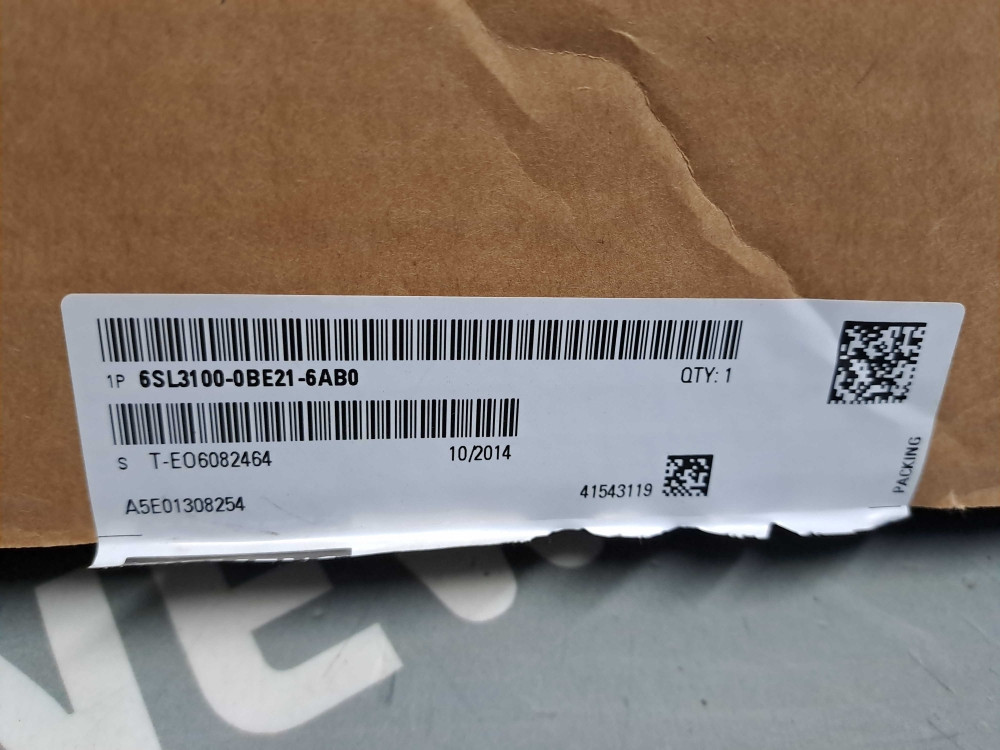 1P 6SL3100-0BE21-6AB0 QTY: 1
S T-EO6082464 10/2014
A5E01308254 41543119
PACKING